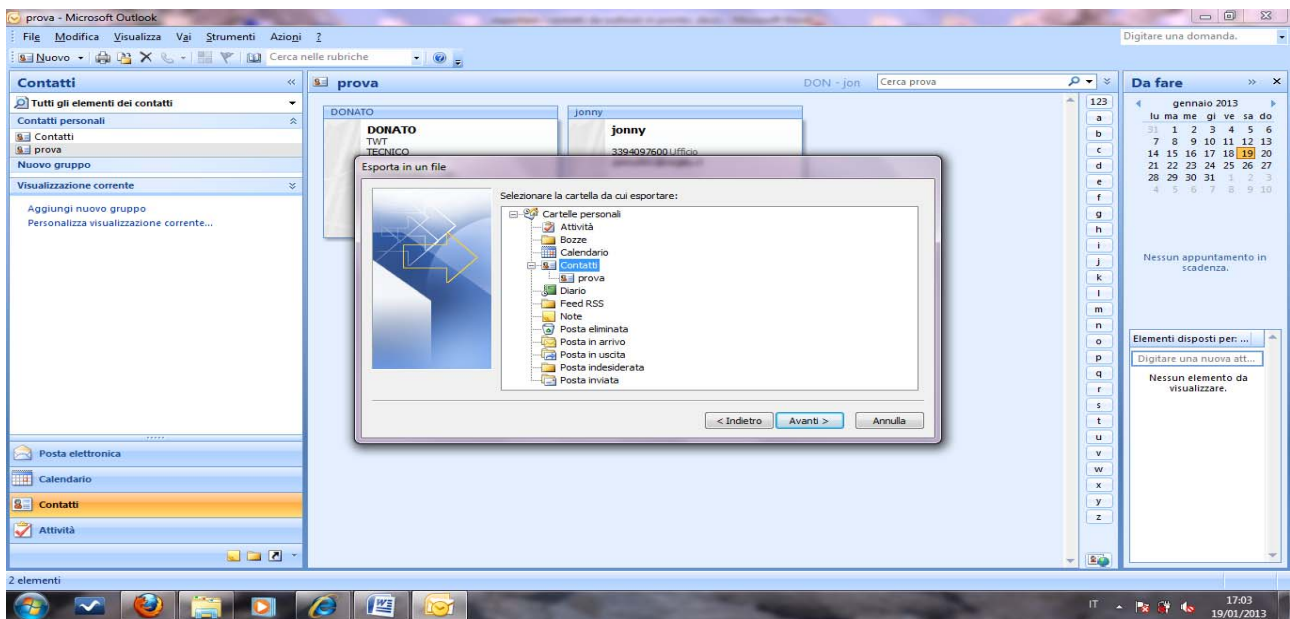 prova - Microsoft Outlook
File Modifica Visualizza Vai Strumenti Azioni ?
Digitare una domanda.
Nuovo Cerca nelle rubriche
Contatti «
Tutti gli elementi dei contatti
Contatti personali
Contatti
prova
Nuovo gruppo
Visualizzazione corrente
Aggiungi nuovo gruppo
Personalizza visualizzazione corrente...
Posta elettronica
Calendario
Contatti
Attività
prova DON - jon Cerca prova
DONATO
DONATO
TWT
TECNICO
jonny
jonny
3394097600 Ufficio
Esporta in un file
Selezionare la cartella da cui esportare:
Cartelle personali
Attività
Bozze
Calendario
Contatti
prova
Diario
Feed RSS
Note
Posta eliminata
Posta in arrivo
Posta in uscita
Posta indesiderata
Posta inviata
< Indietro Avanti > Annulla
123
a
b
c
d
e
f
g
h
i
j
k
l
m
n
o
p
q
r
s
t
u
v
w
x
y
z
Da fare »
gennaio 2013
lu ma me gi ve sa do
31 1 2 3 4 5 6
7 8 9 10 11 12 13
14 15 16 17 18 19 20
21 22 23 24 25 26 27
28 29 30 31 1 2 3
4 5 6 7 8 9 10
Nessun appuntamento in
scadenza.
Elementi disposti per: ...
Digitare una nuova att...
Nessun elemento da
visualizzare.
2 elementi
IT
17:03
19/01/2013